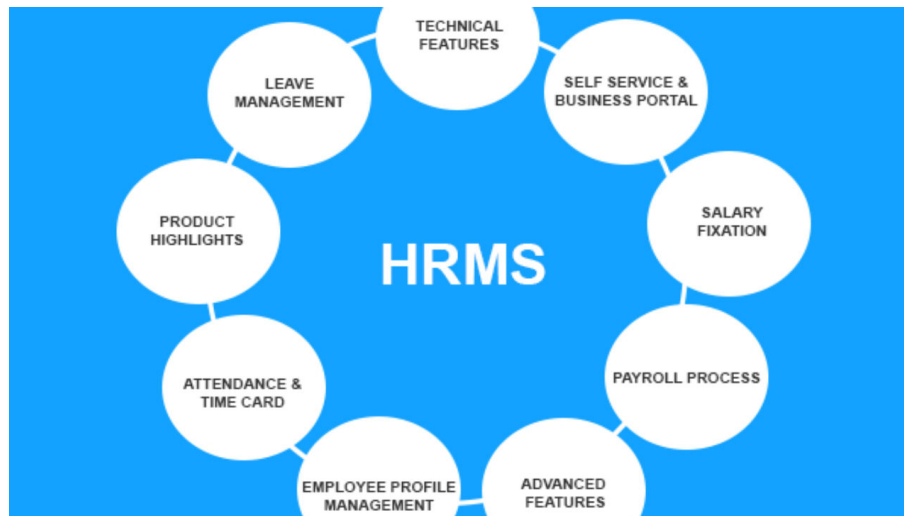 TECHNICAL
FEATURES
SELF SERVICE &
BUSINESS PORTAL
SALARY
FIXATION
PAYROLL PROCESS
ADVANCED
FEATURES
EMPLOYEE PROFILE
MANAGEMENT
ATTENDANCE &
TIME CARD
PRODUCT
HIGHLIGHTS
LEAVE
MANAGEMENT
HRMS